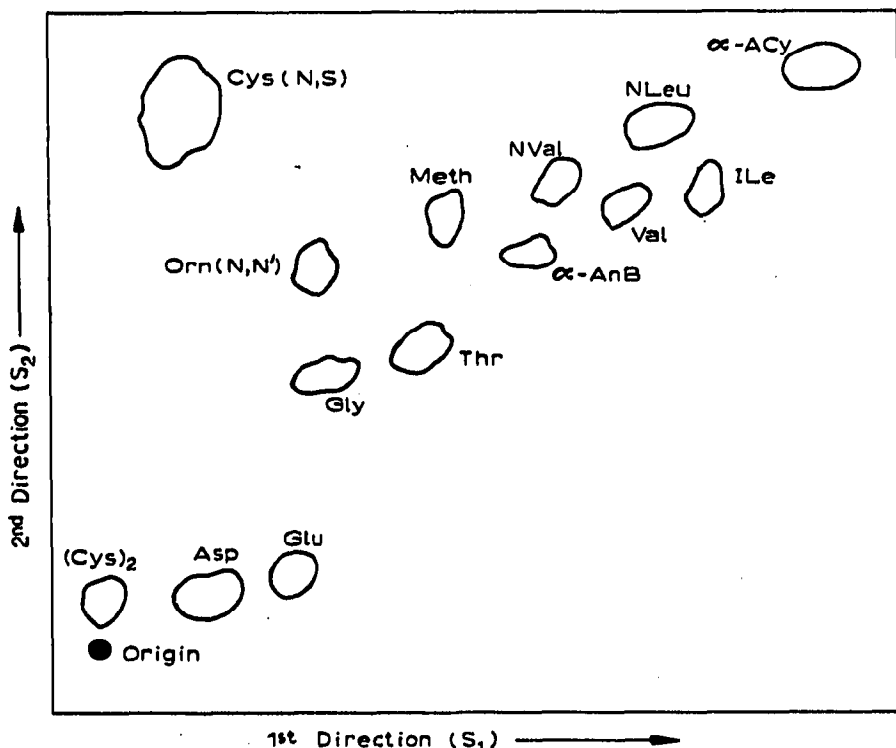 α-ACy
Cys(N,S)
NLeu
NVal
Meth
ILe
Val
Orn(N,N')
α-AnB
Thr
Gly
Glu
(Cys)₂
Asp
Origin
2nd Direction (S₂)
1st Direction (S₁)